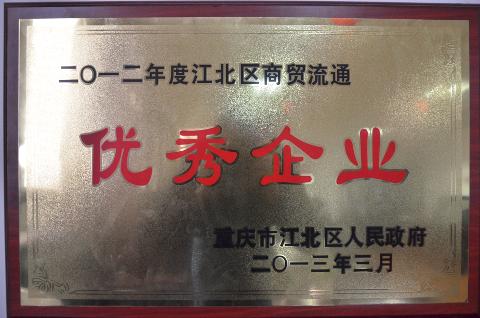 二〇一二年度江北区商贸流通
优秀企业
重庆市江北区人民政府
二〇一三年三月